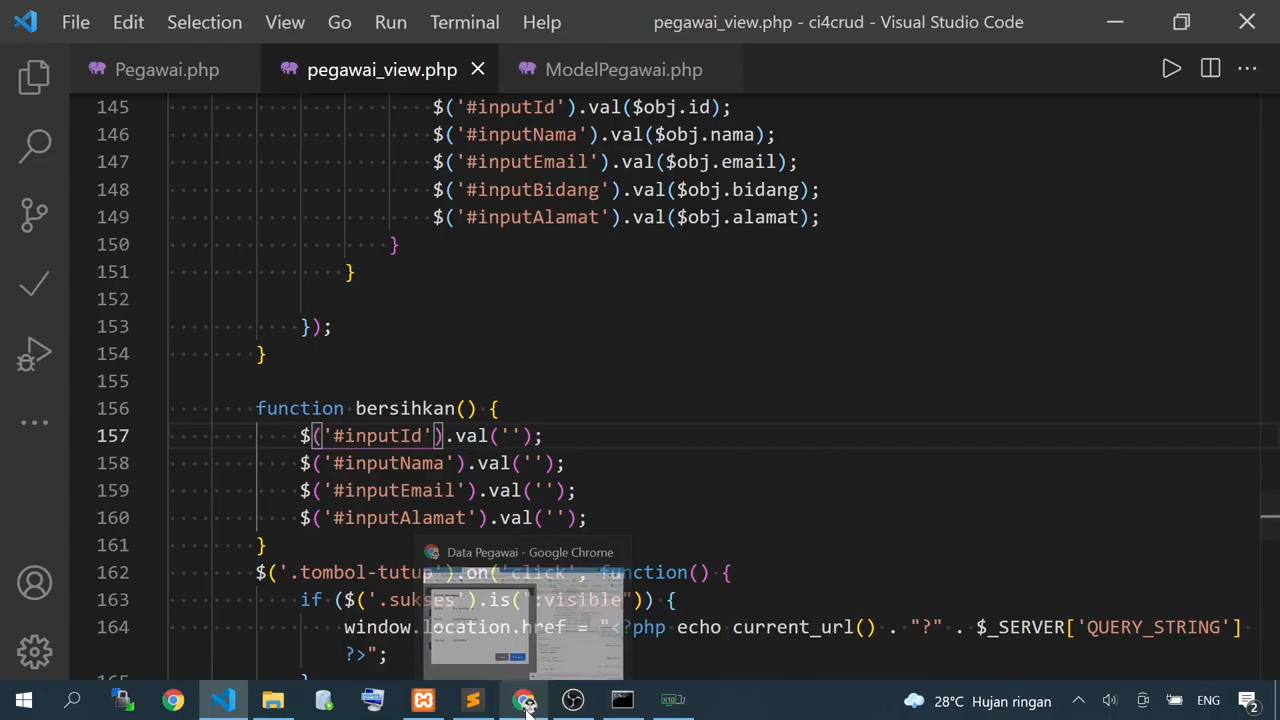 File Edit Selection View Go Run Terminal Help pegawai_view.php - ci4crud - Visual Studio Code
Pegawai.php pegawai_view.php ModelPegawai.php
145 $('#inputId').val($obj.id);
146 $('#inputNama').val($obj.nama);
147 $('#inputEmail').val($obj.email);
148 $('#inputBidang').val($obj.bidang);
149 $('#inputAlamat').val($obj.alamat);
150 }
151 }
152
153 });
154 }
155
156 function bersihkan() {
157 $('#inputId').val('');
158 $('#inputNama').val('');
159 $('#inputEmail').val('');
160 $('#inputAlamat').val('');
161 }
Data Pegawai - Google Chrome
162 $('.tombol-tutup').on('click', function() {
163 if ($('.sukses').is(":visible")) {
164 window.location.href = "<?php echo current_url() . "?" . $_SERVER['QUERY_STRING']
?>";
165 }
28°C Hujan ringan ENG 2